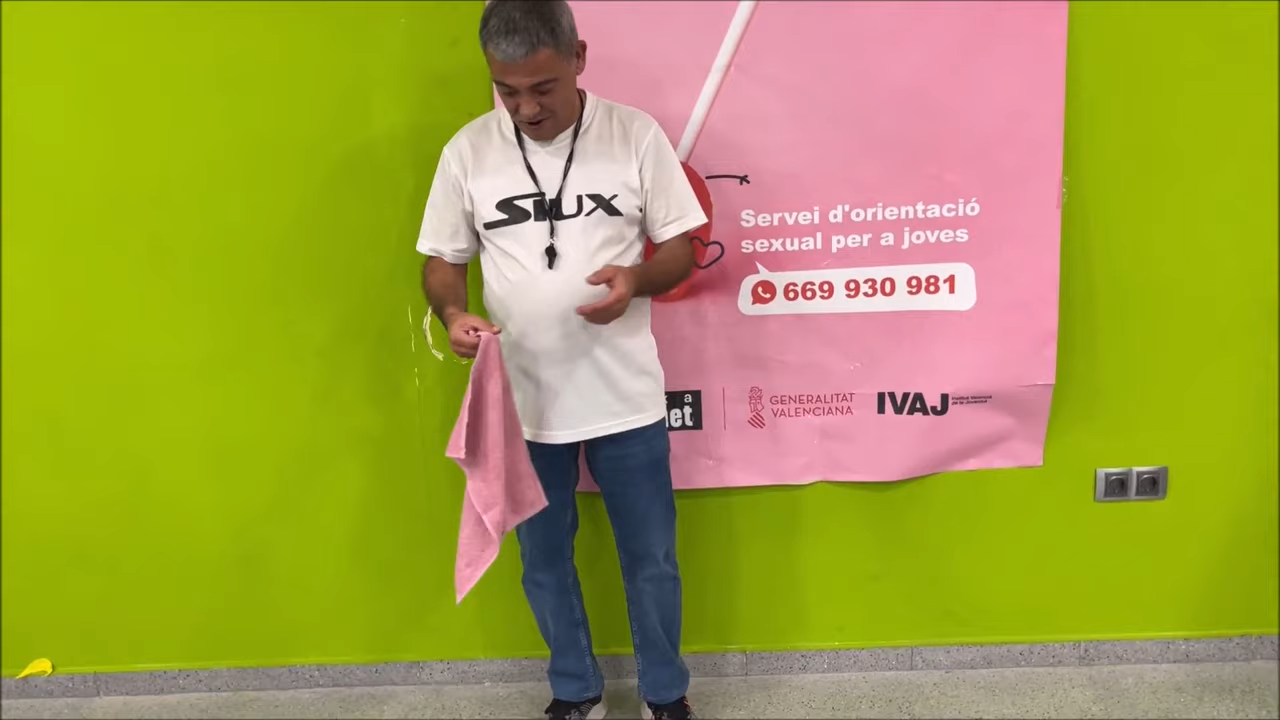 SIUX
Servei d'orientació
sexual per a joves
669 930 981
GENERALITAT
VALENCIANA
IVAJ